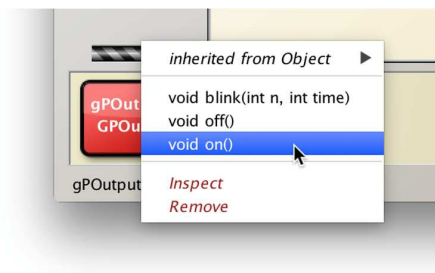 inherited from Object
void blink(int n, int time)
gPOut
void off()
GPOu
void on()
gPOutput
Inspect
Remove